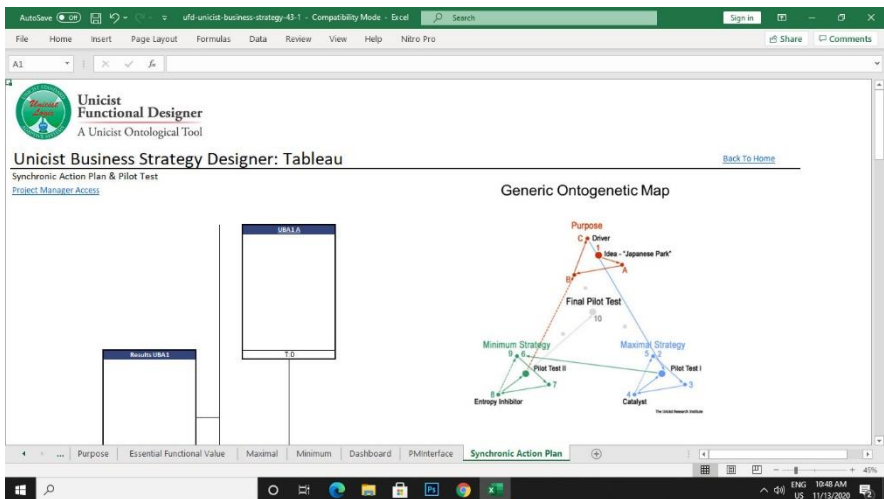 AutoSave Off ufd-unicist-business-strategy-43-1 - Compatibility Mode - Excel Search Sign in
File Home Insert Page Layout Formulas Data Review View Help Nitro Pro Share Comments
A1 fx
Unicist
Logic
Unicist
Functional Designer
A Unicist Ontological Tool
Unicist Business Strategy Designer: Tableau
Back To Home
Synchronic Action Plan & Pilot Test
Project Manager Access
Generic Ontogenetic Map
UBA1 A
T.0
Results UBA1
Purpose
C Driver
1
Idea - "Japanese Park"
A
B
Final Pilot Test
10
Minimum Strategy
9 6
Pilot Test II
7
8
Entropy Inhibitor
Maximal Strategy
5 2
Pilot Test I
3
4
Catalyst
The Unicist Research Institute
... Purpose Essential Functional Value Maximal Minimum Dashboard PMInterface Synchronic Action Plan
45%
Ps
ENG 10:48 AM
US 11/13/2020
2